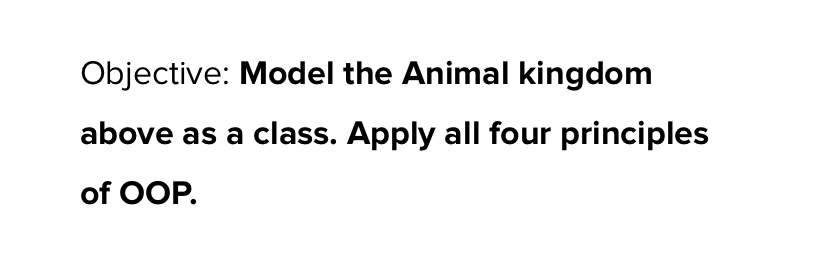 Objective: Model the Animal kingdom
above as a class. Apply all four principles
of OOP.